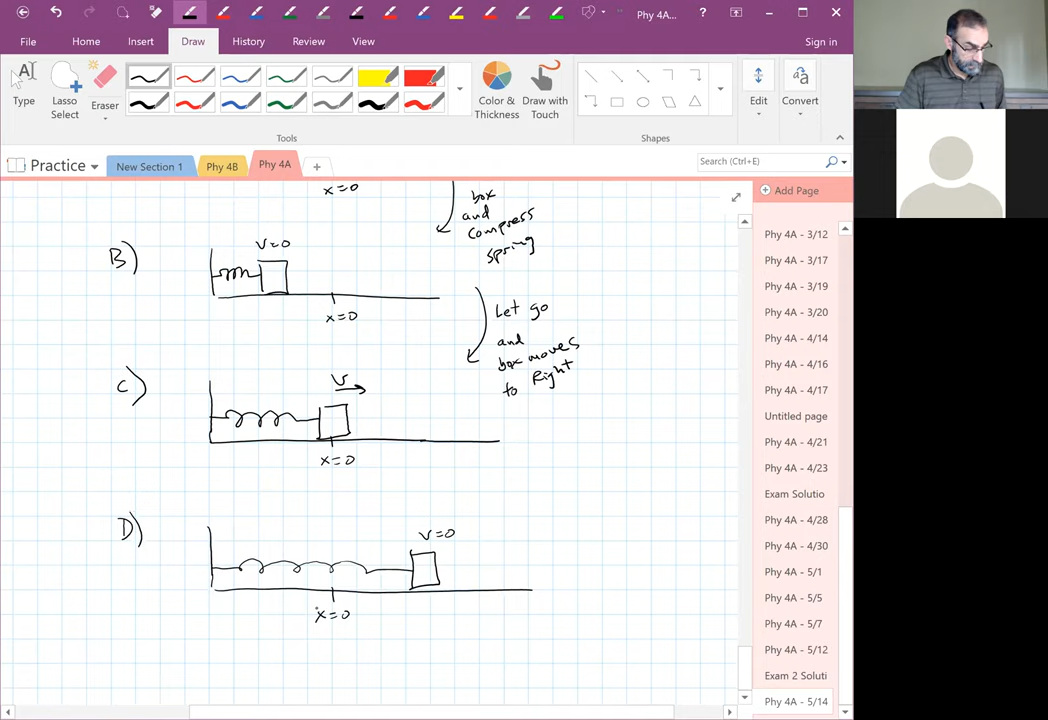 Phy 4A...
?
File
Home
Insert
Draw
History
Review
View
Sign in
Type
Lasso
Select
Eraser
Color &
Thickness
Draw with
Touch
Edit
Convert
Tools
Shapes
Practice
New Section 1
Phy 4B
Phy 4A
+
Search (Ctrl+E)
Add Page
Phy 4A - 3/12
Phy 4A - 3/17
Phy 4A - 3/19
Phy 4A - 3/20
Phy 4A - 4/14
Phy 4A - 4/16
Phy 4A - 4/17
Untitled page
Phy 4A - 4/21
Phy 4A - 4/23
Exam Solutio
Phy 4A - 4/28
Phy 4A - 4/30
Phy 4A - 5/1
Phy 4A - 5/5
Phy 4A - 5/7
Phy 4A - 5/12
Exam 2 Soluti
Phy 4A - 5/14
x=0
box
and
compress
spring
B)
v=0
x=0
Let go
and
box moves
to Right
C)
v
x=0
D)
v=0
x=0